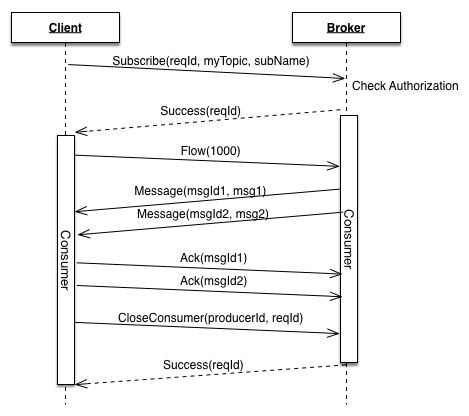 Client
Broker
Subscribe(reqId, myTopic, subName)
Check Authorization
Success(reqId)
Flow(1000)
Message(msgId1, msg1)
Message(msgId2, msg2)
Consumer
Consumer
Ack(msgId1)
Ack(msgId2)
CloseConsumer(producerId, reqId)
Success(reqId)